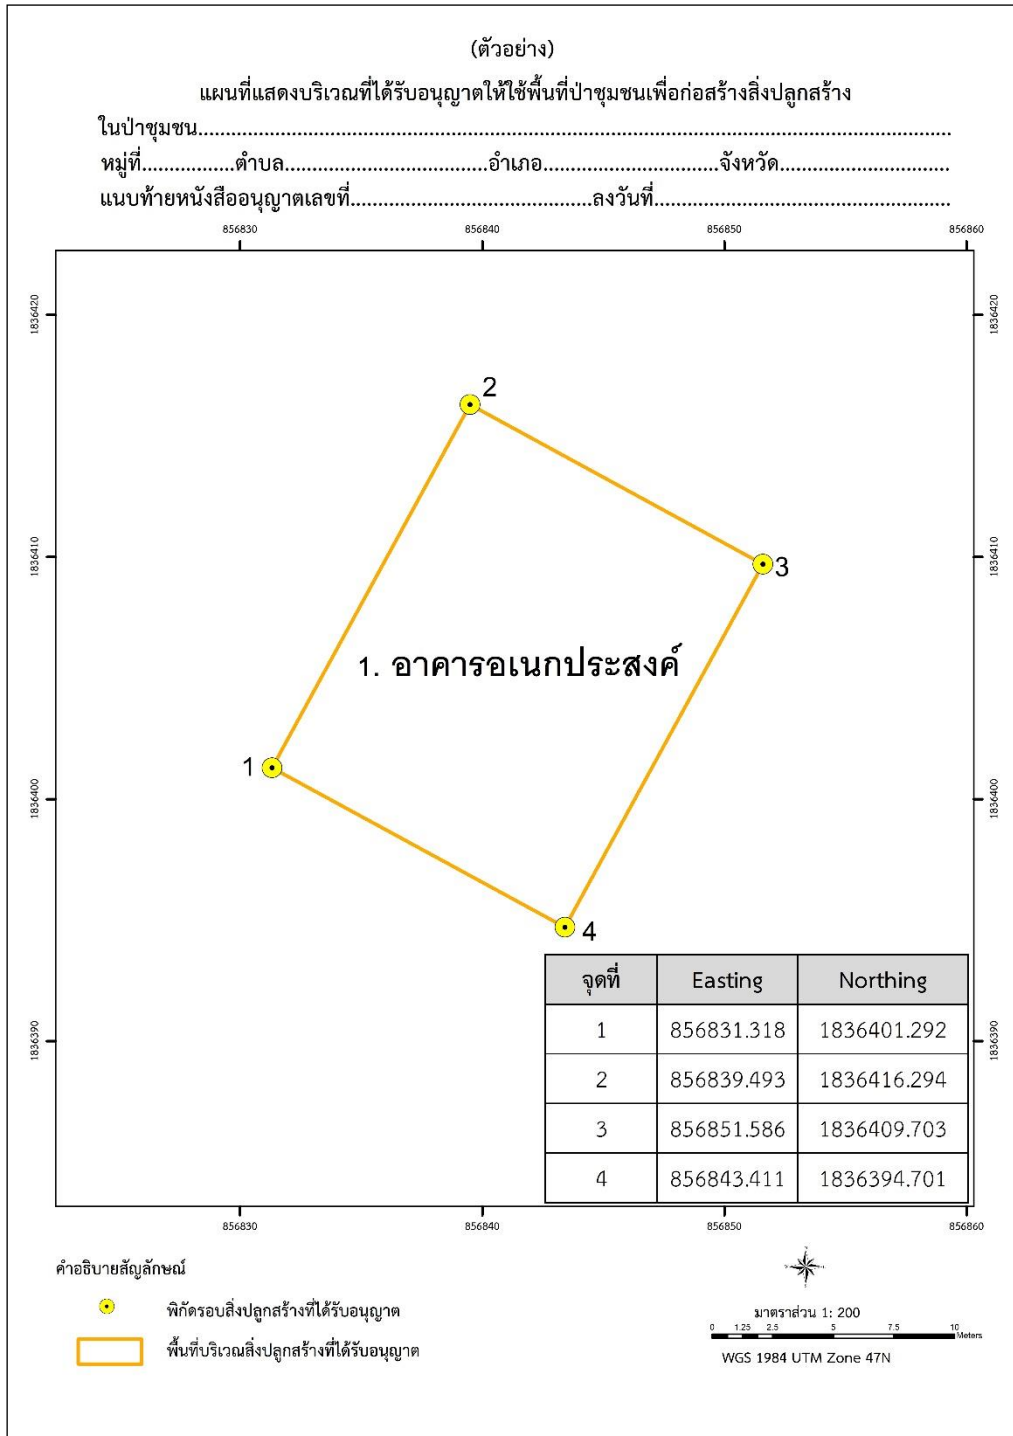 (ตัวอย่าง)
แผนที่แสดงบริเวณที่ได้รับอนุญาตให้ใช้พื้นที่ป่าชุมชนเพื่อก่อสร้างสิ่งปลูกสร้าง
ในป่าชุมชน........................................................................................................................................
หมู่ที่.................ตำบล.....................................อำเภอ................................จังหวัด...............................
แนบท้ายหนังสืออนุญาตเลขที่............................................ลงวันที่......................................................
856830 856840 856850 856860
1836420 1836420
2
1836410 1836410
3
1. อาคารอเนกประสงค์
1
1836400 1836400
4
จุดที่ Easting Northing
1 856831.318 1836401.292
1836390 1836390
2 856839.493 1836416.294
3 856851.586 1836409.703
4 856843.411 1836394.701
856830 856840 856850 856860
คำอธิบายสัญลักษณ์
พิกัดรอบสิ่งปลูกสร้างที่ได้รับอนุญาต
พื้นที่บริเวณสิ่งปลูกสร้างที่ได้รับอนุญาต
มาตราส่วน 1: 200
0 1.25 2.5 5 7.5 10
Meters
WGS 1984 UTM Zone 47N